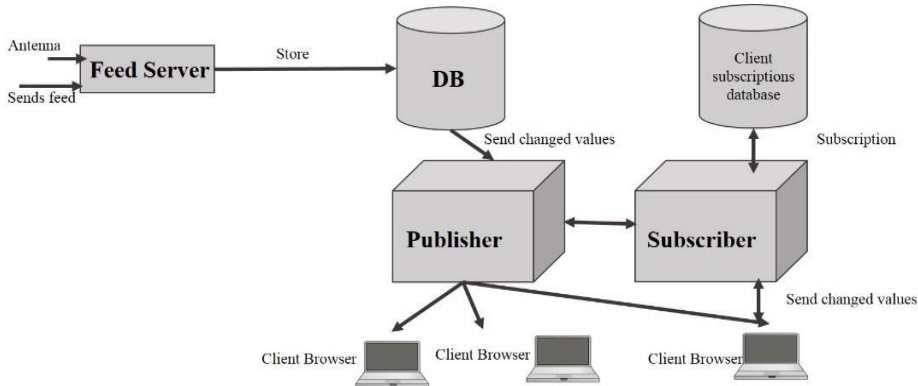 Antenna
Sends feed
Feed Server
Store
DB
Client
subscriptions
database
Send changed values
Subscription
Publisher
Subscriber
Send changed values
Client Browser
Client Browser
Client Browser